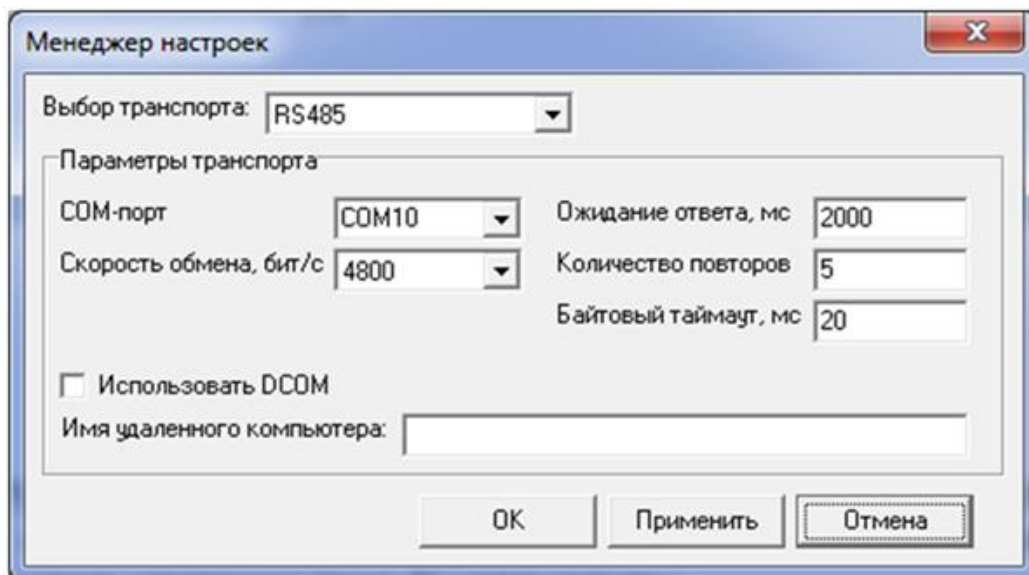 Менеджер настроек
Выбор транспорта: RS485
Параметры транспорта
COM-порт COM10 Ожидание ответа, мс 2000
Скорость обмена, бит/с 4800 Количество повторов 5
Байтовый таймаут, мс 20
Использовать DCOM
Имя удаленного компьютера:
OK Применить Отмена